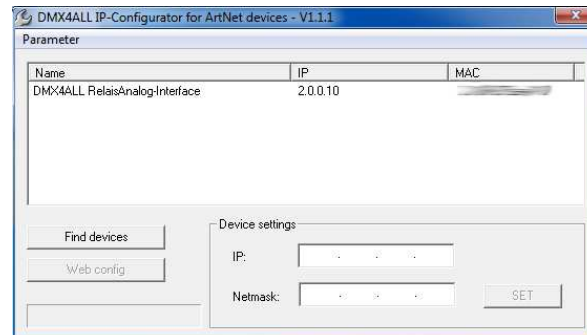 DMX4ALL IP-Configurator for ArtNet devices - V1.1.1
Parameter
Name IP MAC
DMX4ALL RelaisAnalog-Interface 2.0.0.10
Device settings
Find devices
IP: . . .
Web config
Netmask: . . . SET